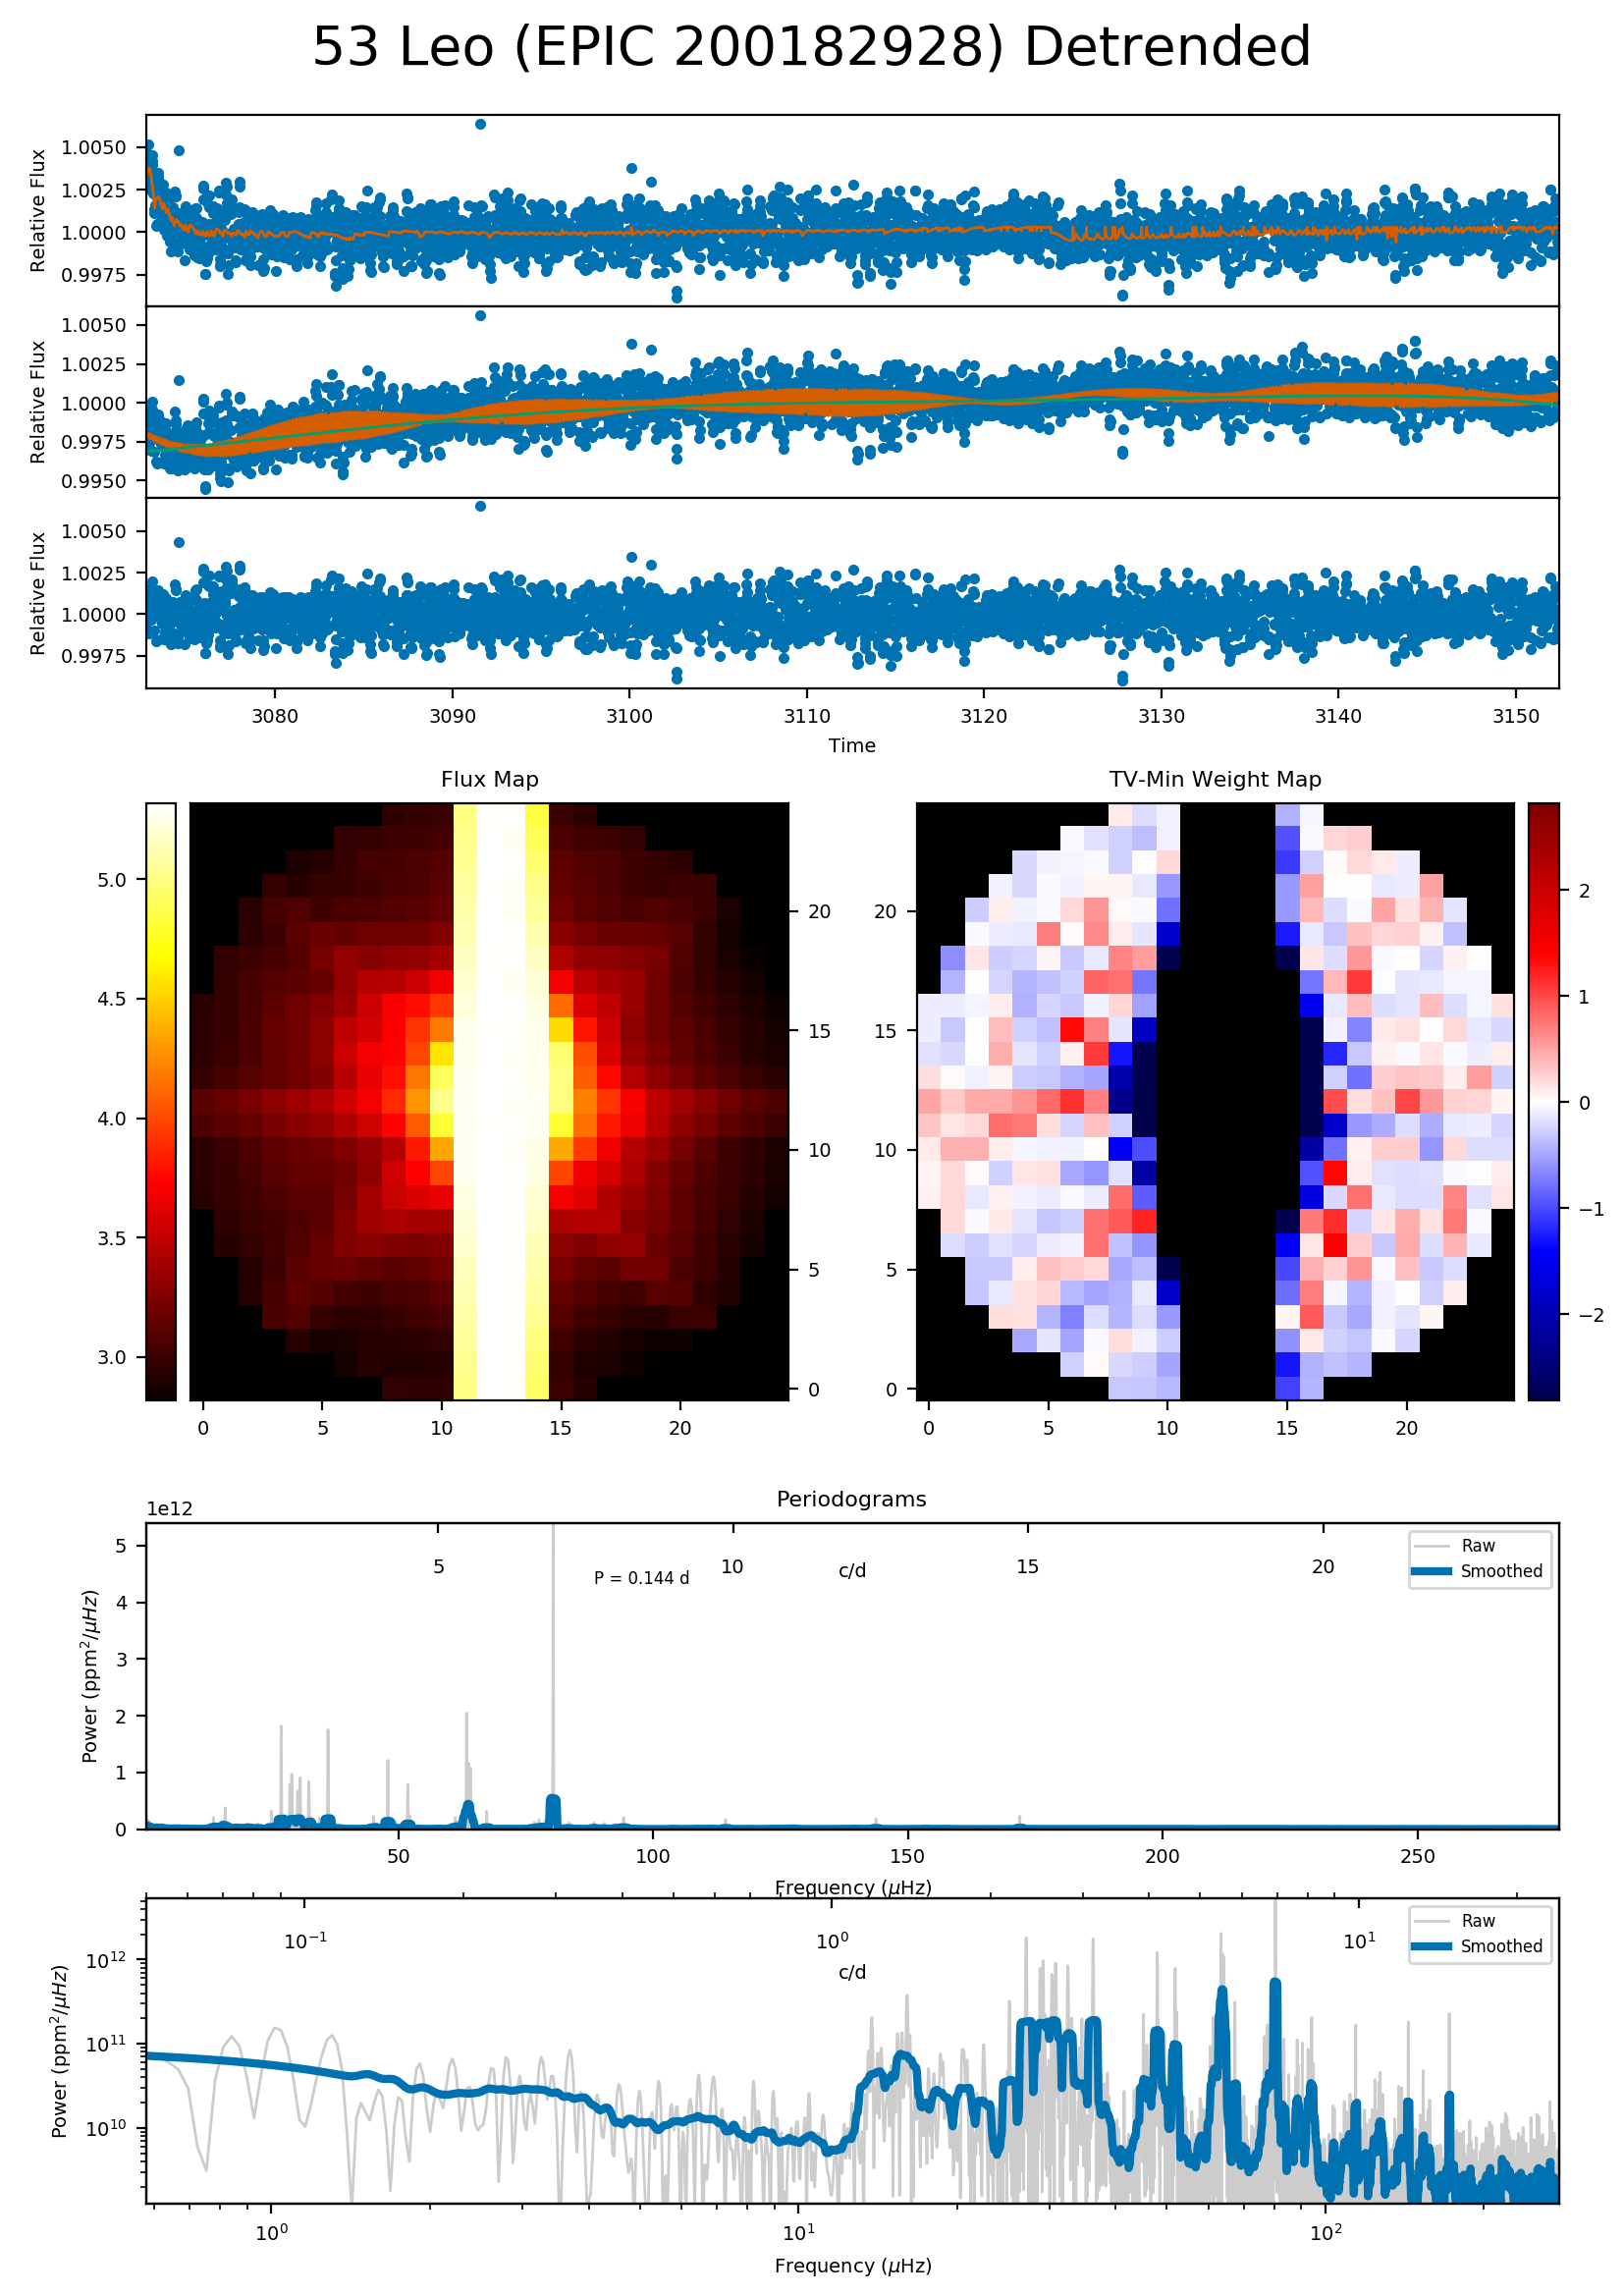 53 Leo (EPIC 200182928) Detrended
Relative Flux
1.0050
1.0025
1.0000
0.9975
Relative Flux
1.0050
1.0025
1.0000
0.9975
0.9950
Relative Flux
1.0050
1.0025
1.0000
0.9975
3080 3090 3100 3110 3120 3130 3140 3150
Time
Flux Map
5.0
4.5
4.0
3.5
3.0
20
15
10
5
0
0 5 10 15 20
TV-Min Weight Map
20
15
10
5
0
0 5 10 15 20
2
1
0
−1
−2
Periodograms
1e12
5 10 15 20
c/d
P = 0.144 d
Raw
Smoothed
Power (ppm²/μHz)
5
4
3
2
1
0
50 100 150 200 250
Frequency (μHz)
10⁻¹ 10⁰ 10¹
c/d
Raw
Smoothed
Power (ppm²/μHz)
10¹²
10¹¹
10¹⁰
10⁰ 10¹ 10²
Frequency (μHz)